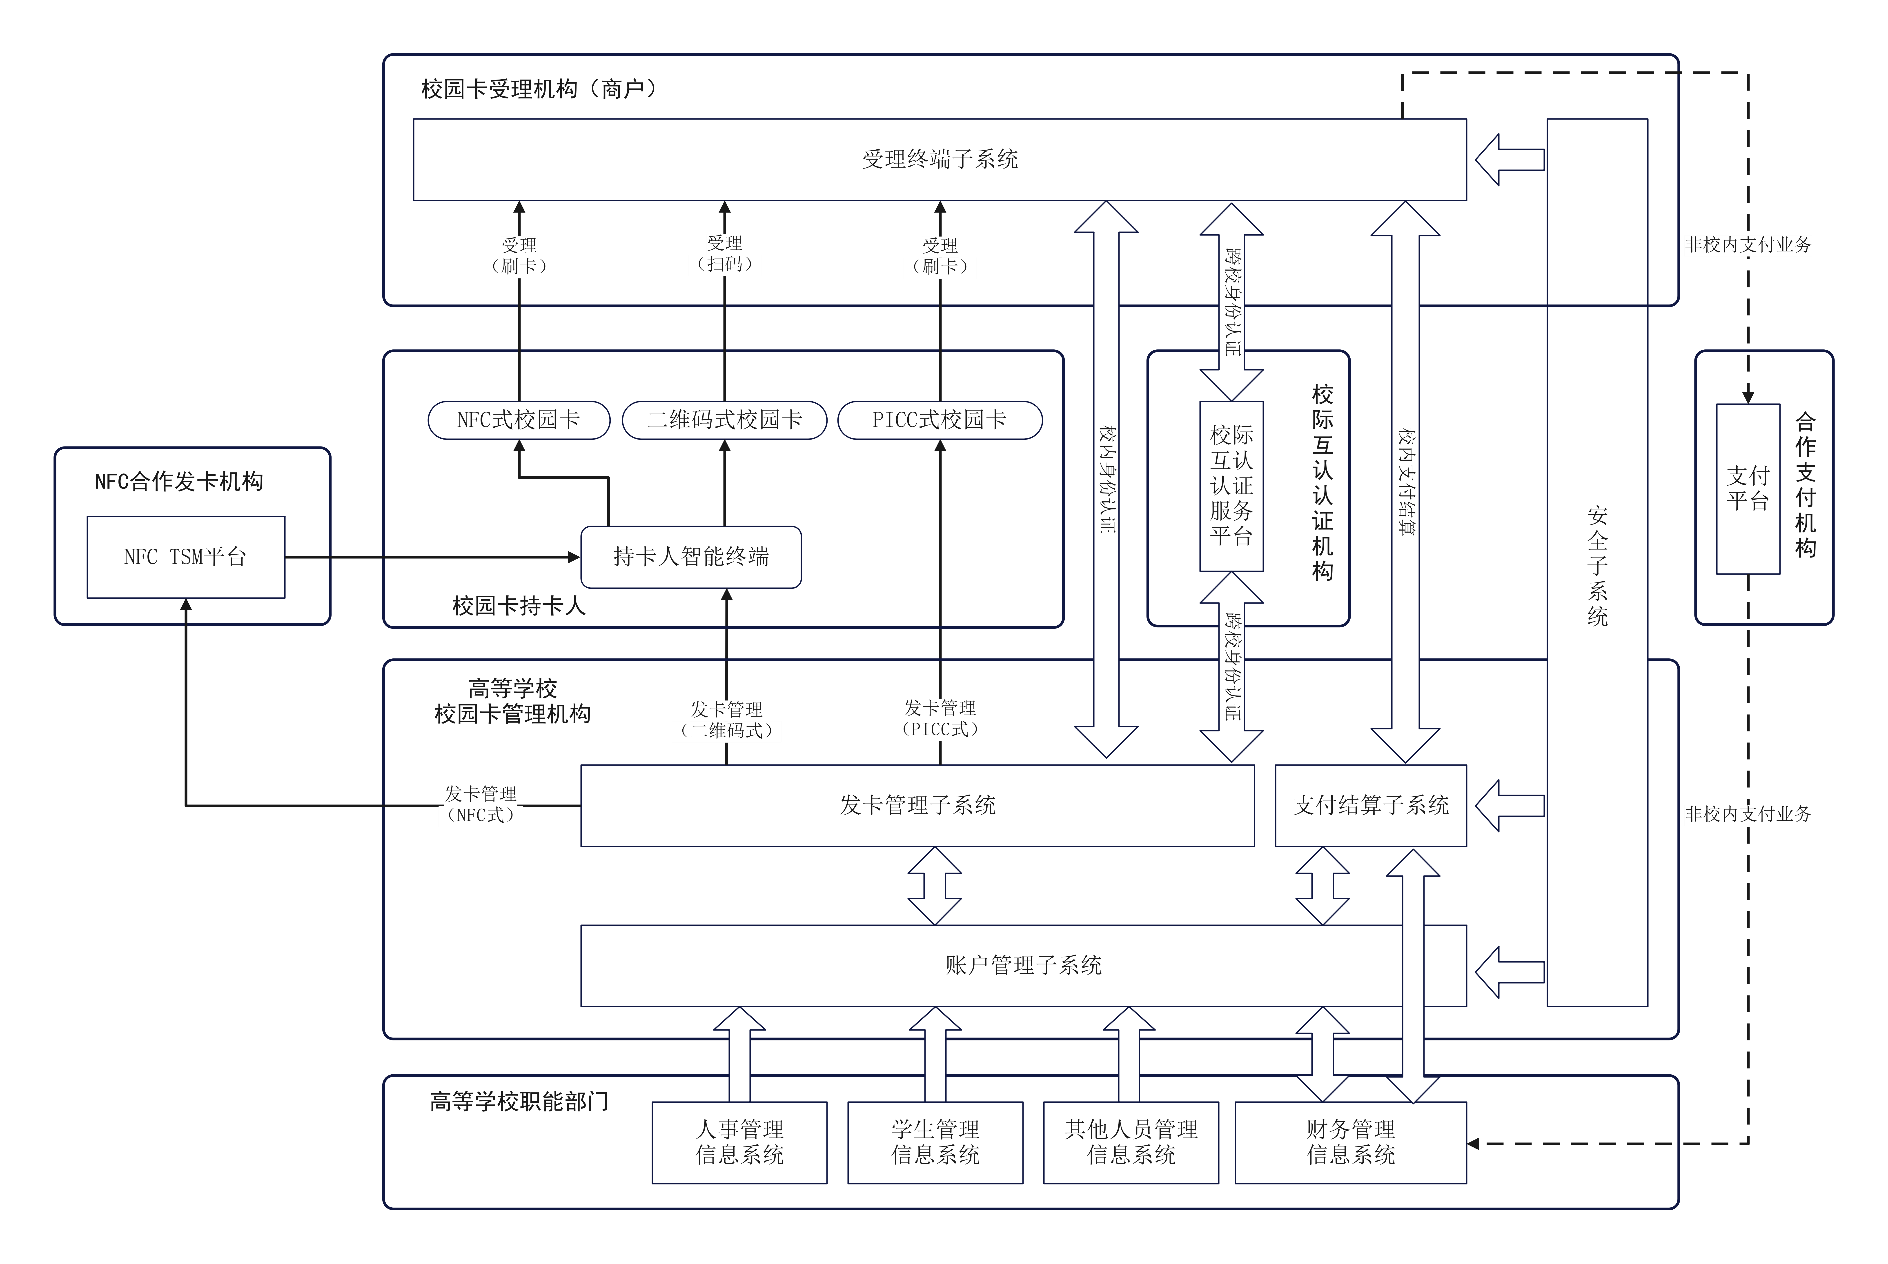 校园卡受理机构（商户）
受理终端子系统
受理
（刷卡）
受理
（扫码）
受理
（刷卡）
跨校身份认证
非校内支付业务
NFC式校园卡
二维码式校园卡
PICC式校园卡
校内身份认证
校际
互认
认证
服务
平台
校际互认认证机构
校内支付结算
安全子系统
支付
平台
合作支付机构
NFC合作发卡机构
NFC TSM平台
持卡人智能终端
校园卡持卡人
跨校身份认证
高等学校
校园卡管理机构
发卡管理
（二维码式）
发卡管理
（PICC式）
发卡管理
（NFC式）
发卡管理子系统
支付结算子系统
非校内支付业务
账户管理子系统
高等学校职能部门
人事管理
信息系统
学生管理
信息系统
其他人员管理
信息系统
财务管理
信息系统